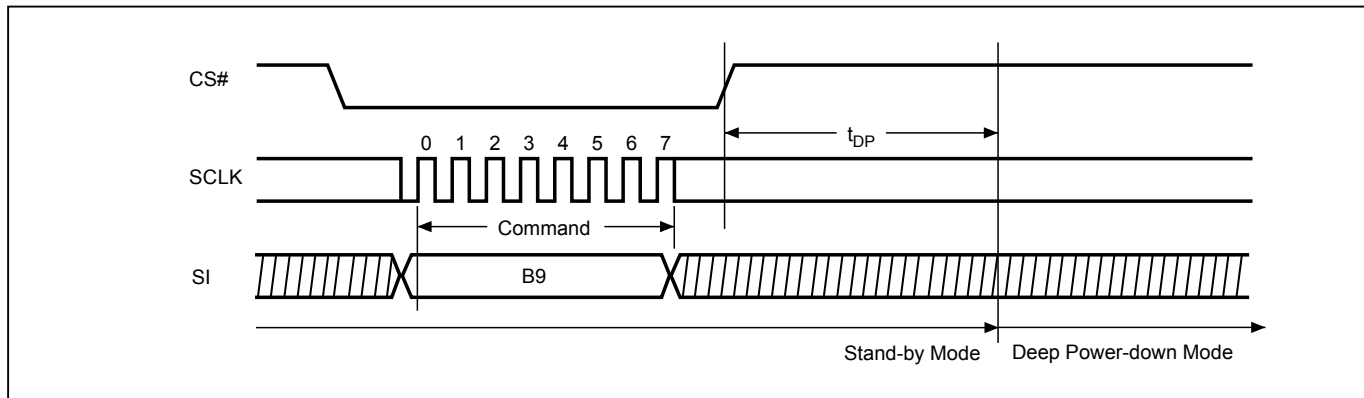 CS#
t_DP
0 1 2 3 4 5 6 7
SCLK
Command
SI
B9
Stand-by Mode
Deep Power-down Mode